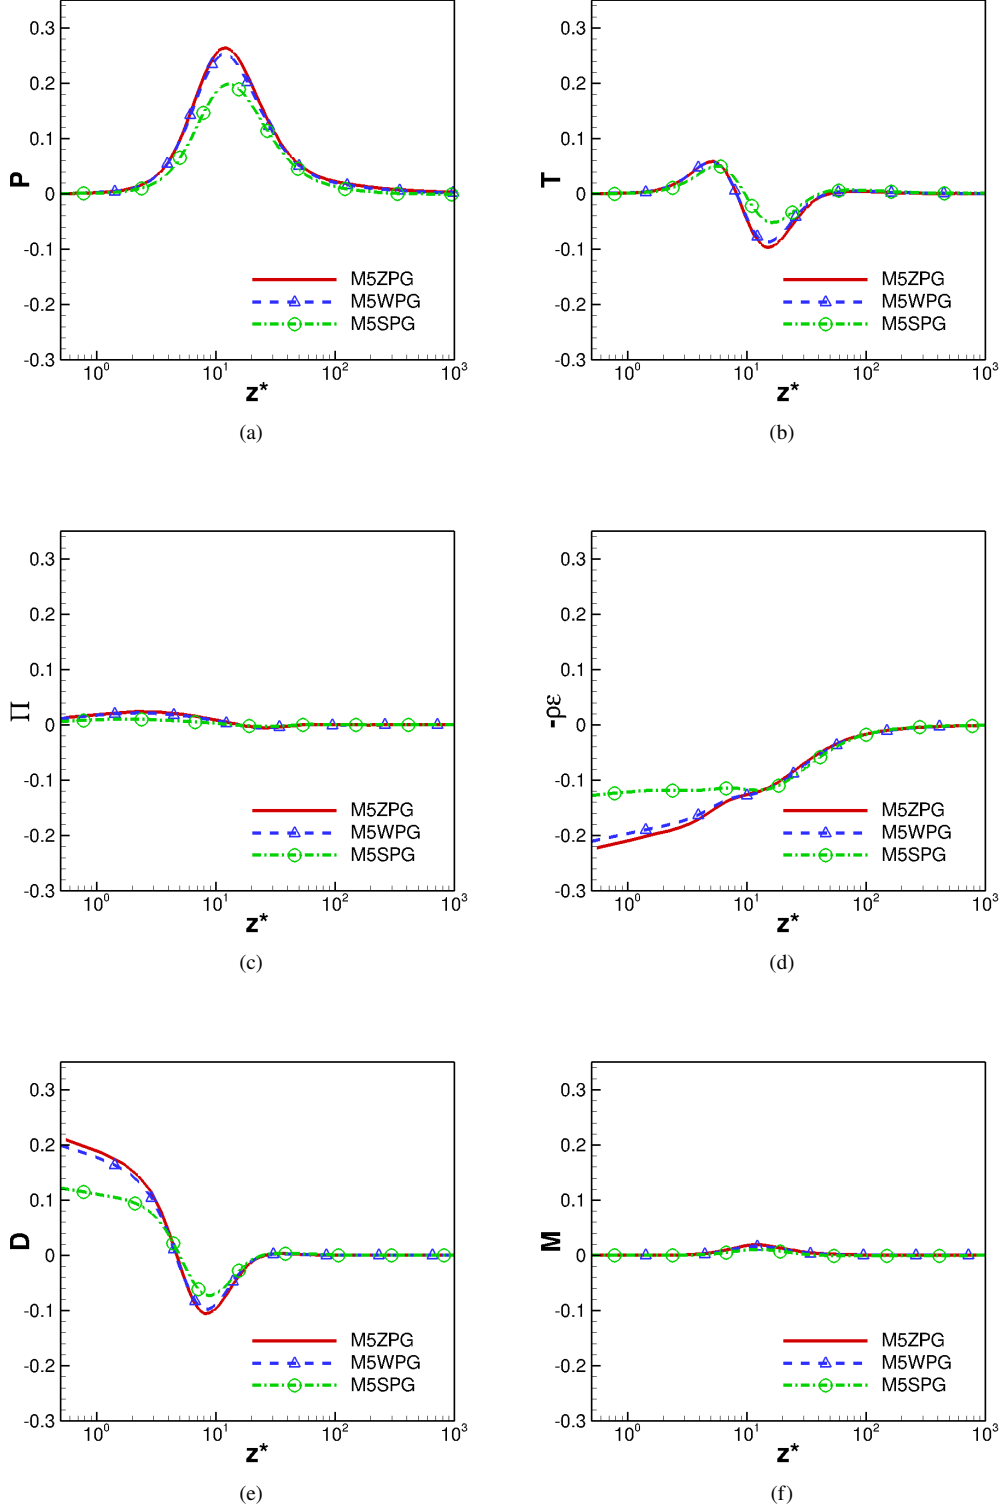 P
0.3
0.2
0.1
0
-0.1
-0.2
-0.3
M5ZPG
M5WPG
M5SPG
10^0
10^1
10^2
10^3
z*
(a)
T
0.3
0.2
0.1
0
-0.1
-0.2
-0.3
M5ZPG
M5WPG
M5SPG
10^0
10^1
10^2
10^3
z*
(b)
Π
0.3
0.2
0.1
0
-0.1
-0.2
-0.3
M5ZPG
M5WPG
M5SPG
10^0
10^1
10^2
10^3
z*
(c)
-ρε
0.3
0.2
0.1
0
-0.1
-0.2
-0.3
M5ZPG
M5WPG
M5SPG
10^0
10^1
10^2
10^3
z*
(d)
D
0.3
0.2
0.1
0
-0.1
-0.2
-0.3
M5ZPG
M5WPG
M5SPG
10^0
10^1
10^2
10^3
z*
(e)
M
0.3
0.2
0.1
0
-0.1
-0.2
-0.3
M5ZPG
M5WPG
M5SPG
10^0
10^1
10^2
10^3
z*
(f)